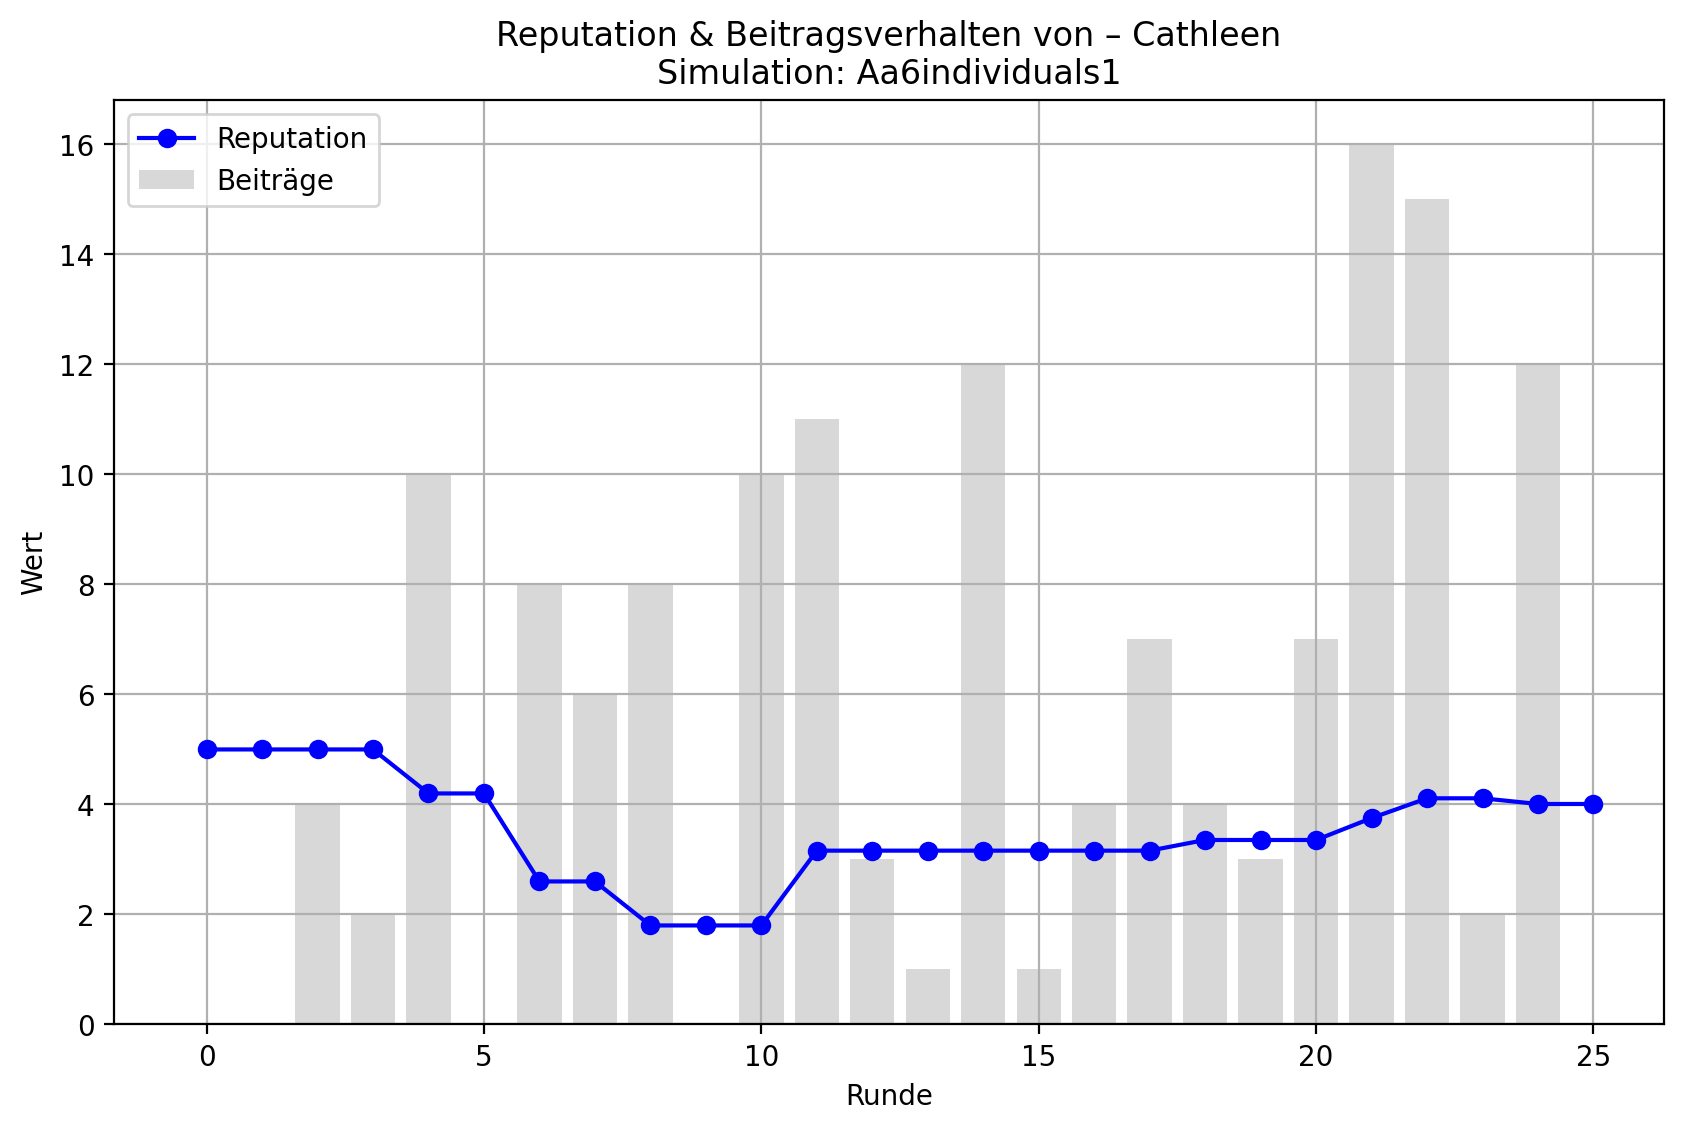 Reputation & Beitragsverhalten von – Cathleen
Simulation: Aa6individuals1
Reputation
Beiträge
16
14
12
10
8
6
4
2
0
Wert
0 5 10 15 20 25
Runde